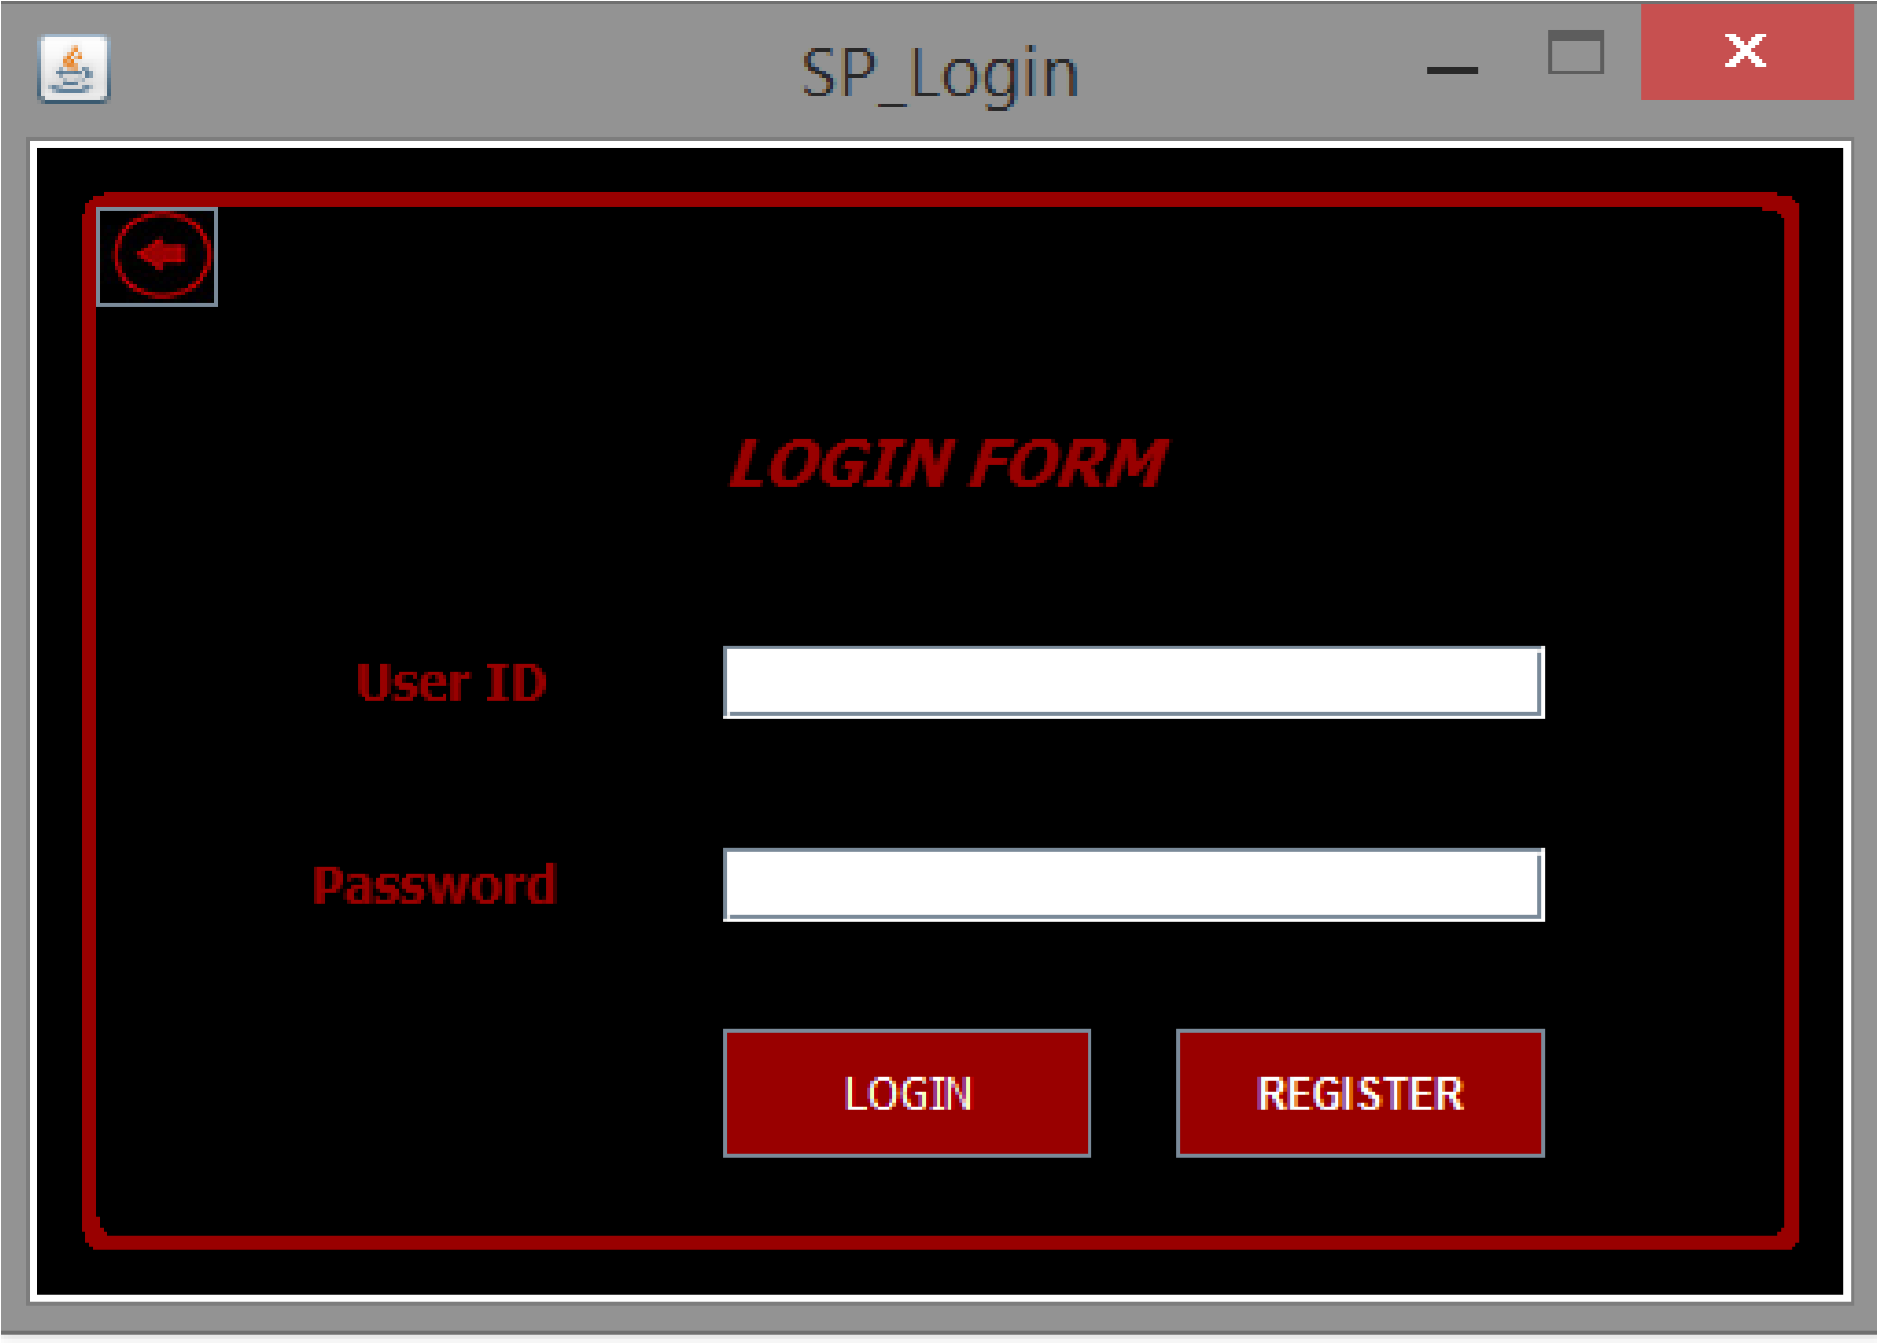 SP_Login
LOGIN FORM
User ID
Password
LOGIN REGISTER